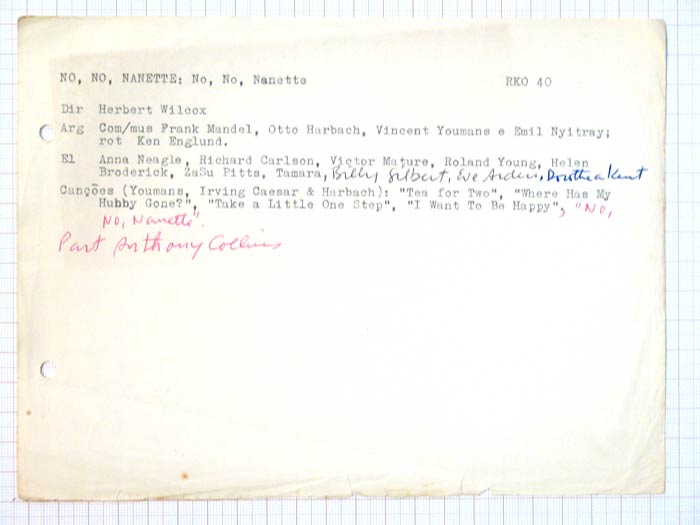 NO, NO, NANETTE: No, No, Nanette RKO 40
Dir Herbert Wilcox
Arg Com/mus Frank Mandel, Otto Harbach, Vincent Youmans e Emil Nyitray;
rot Ken Englund.
El Anna Neagle, Richard Carlson, Victor Mature, Roland Young, Helen
Broderick, ZaSu Pitts, Tamara, Billy Gilbert, Eve Arden, Dorothea Kent
Canções (Youmans, Irving Caesar & Harbach): "Tea for Two", "Where Has My
Hubby Gone?", "Take a Little One Step", "I Want To Be Happy", "No,
No, Nanette".
Part Anthony Collins